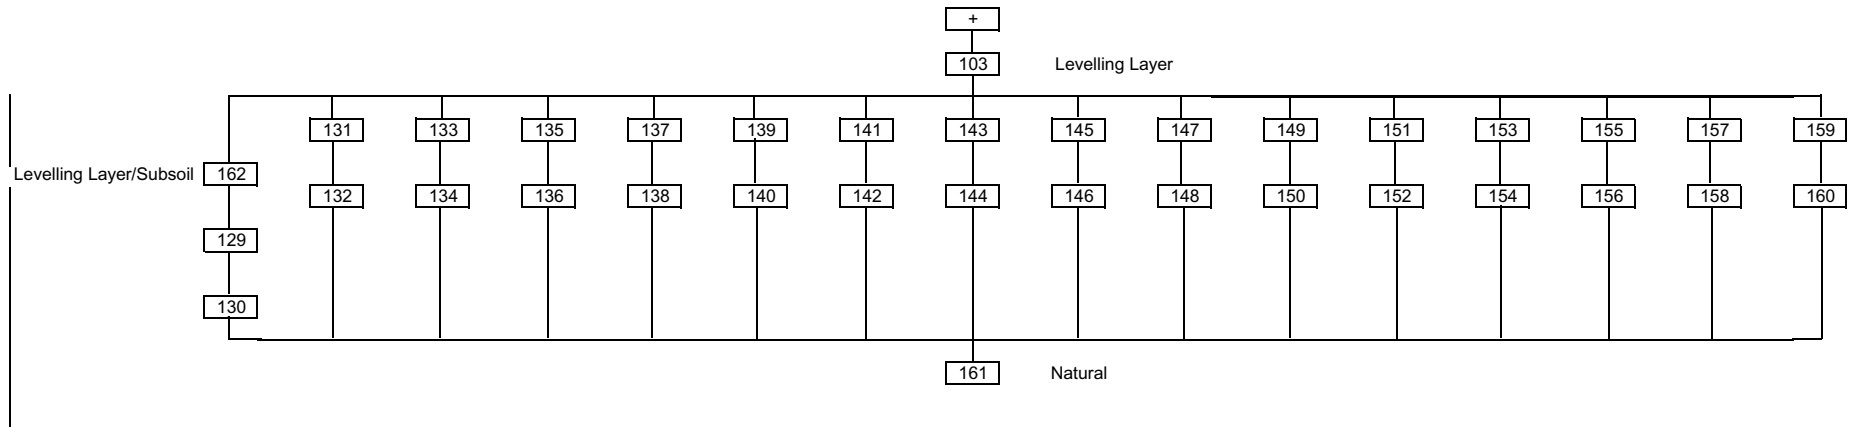 +
103 Levelling Layer
131 133 135 137 139 141 143 145 147 149 151 153 155 157 159
Levelling Layer/Subsoil 162
132 134 136 138 140 142 144 146 148 150 152 154 156 158 160
129
130
161 Natural